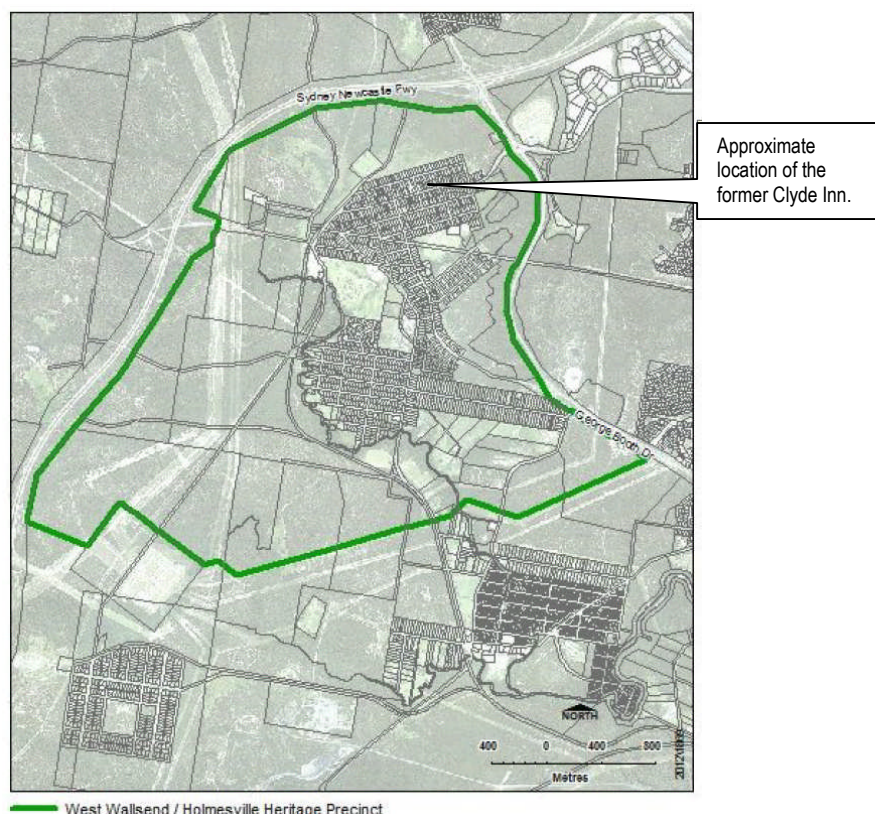 Sydney Newcastle Fwy
Approximate
location of the
former Clyde Inn.
George Booth Dr
NORTH
400 0 400 800
Metres
West Wallsend / Holmesville Heritage Precinct